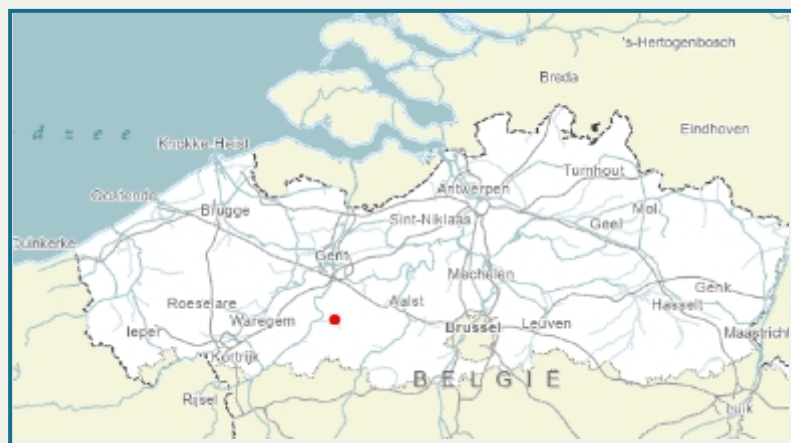 's-Hertogenbosch
Breda
Eindhoven
dzee
Knokke-Heist
Turnhout
Oostende
Antwerpen
Brugge
Sint-Niklaas
Mol
Geel
Duinkerke
Gent
Mechelen
Genk
Roeselare
Aalst
Hasselt
Waregem
Ieper
Brussel
Leuven
Maastricht
Kortrijk
BELGIË
Rijsel
Luik